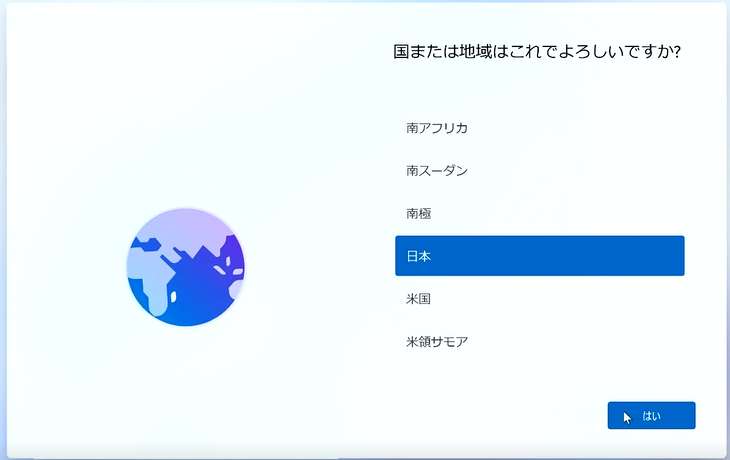 国または地域はこれでよろしいですか?
南アフリカ
南スーダン
南極
日本
米国
米領サモア
はい